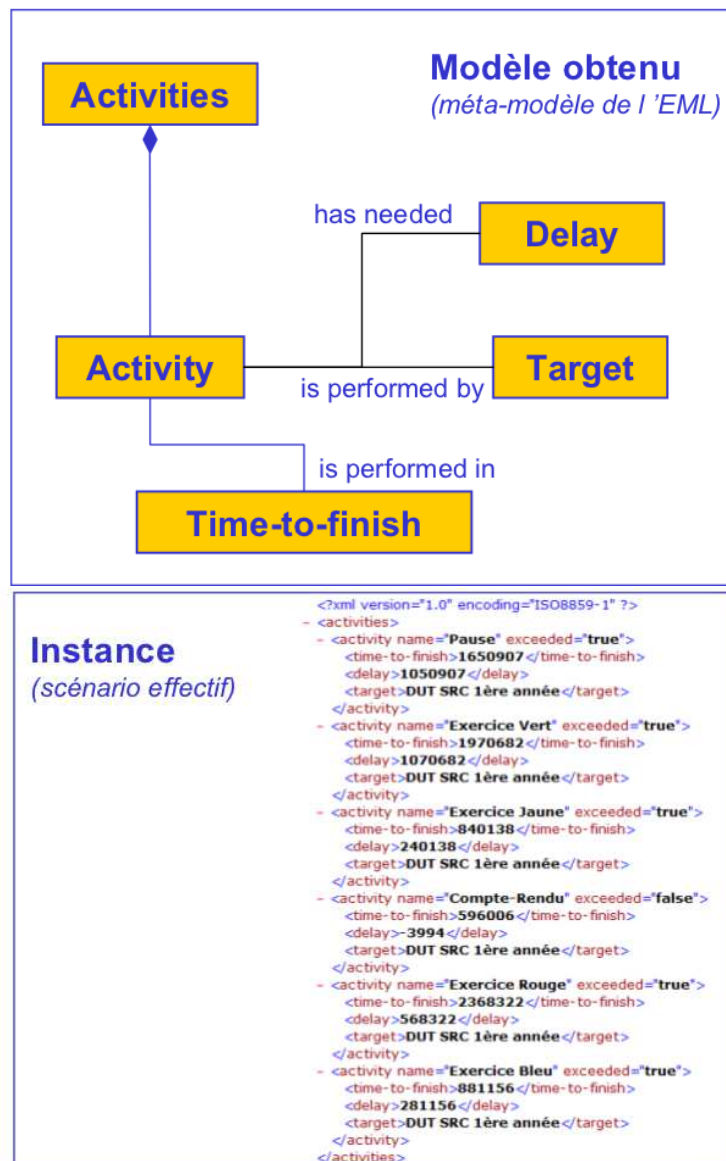 Activities
Modèle obtenu
(méta-modèle de l 'EML)
has needed
Delay
Activity
is performed by
Target
is performed in
Time-to-finish
Instance
(scénario effectif)
<?xml version="1.0" encoding="ISO8859-1" ?>
- <activities>
- <activity name="Pause" exceeded="true">
<time-to-finish>1650907</time-to-finish>
<delay>1050907</delay>
<target>DUT SRC 1ère année</target>
</activity>
- <activity name="Exercice Vert" exceeded="true">
<time-to-finish>1970682</time-to-finish>
<delay>1070682</delay>
<target>DUT SRC 1ère année</target>
</activity>
- <activity name="Exercice Jaune" exceeded="true">
<time-to-finish>840138</time-to-finish>
<delay>240138</delay>
<target>DUT SRC 1ère année</target>
</activity>
- <activity name="Compte-Rendu" exceeded="false">
<time-to-finish>596006</time-to-finish>
<delay>-3994</delay>
<target>DUT SRC 1ère année</target>
</activity>
- <activity name="Exercice Rouge" exceeded="true">
<time-to-finish>2368322</time-to-finish>
<delay>568322</delay>
<target>DUT SRC 1ère année</target>
</activity>
- <activity name="Exercice Bleu" exceeded="true">
<time-to-finish>881156</time-to-finish>
<delay>281156</delay>
<target>DUT SRC 1ère année</target>
</activity>
</activities>